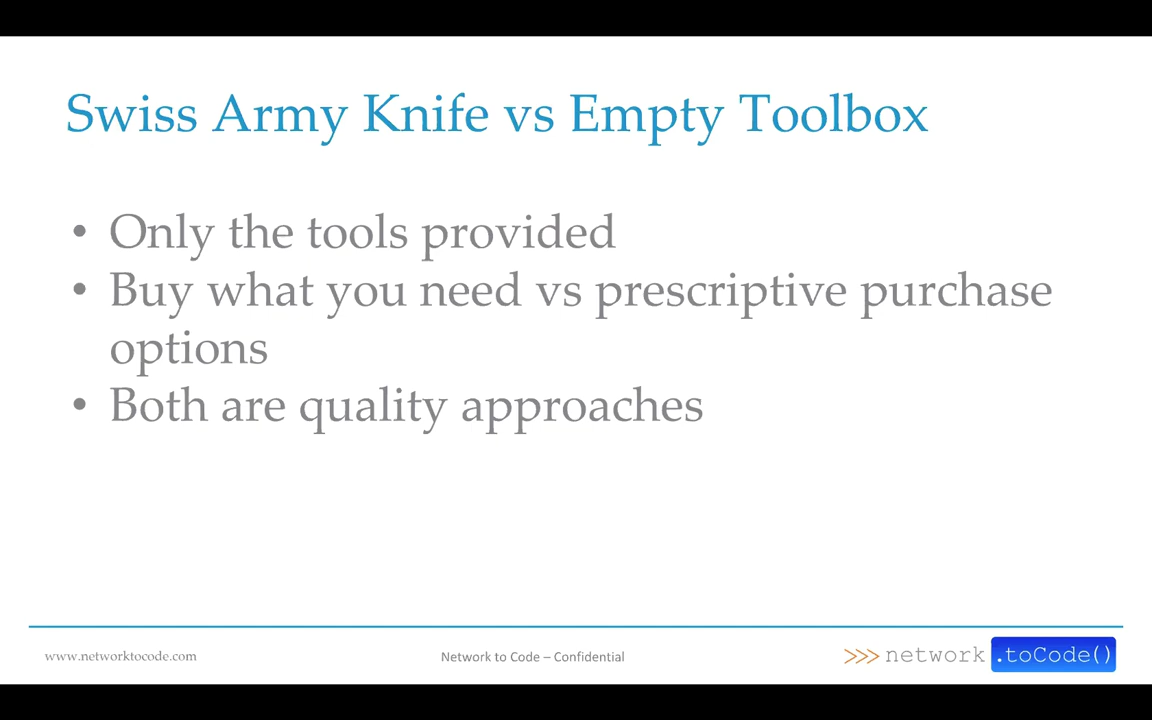 Swiss Army Knife vs Empty Toolbox
• Only the tools provided
• Buy what you need vs prescriptive purchase
options
• Both are quality approaches
www.networktocode.com
Network to Code – Confidential
>>> network .toCode()